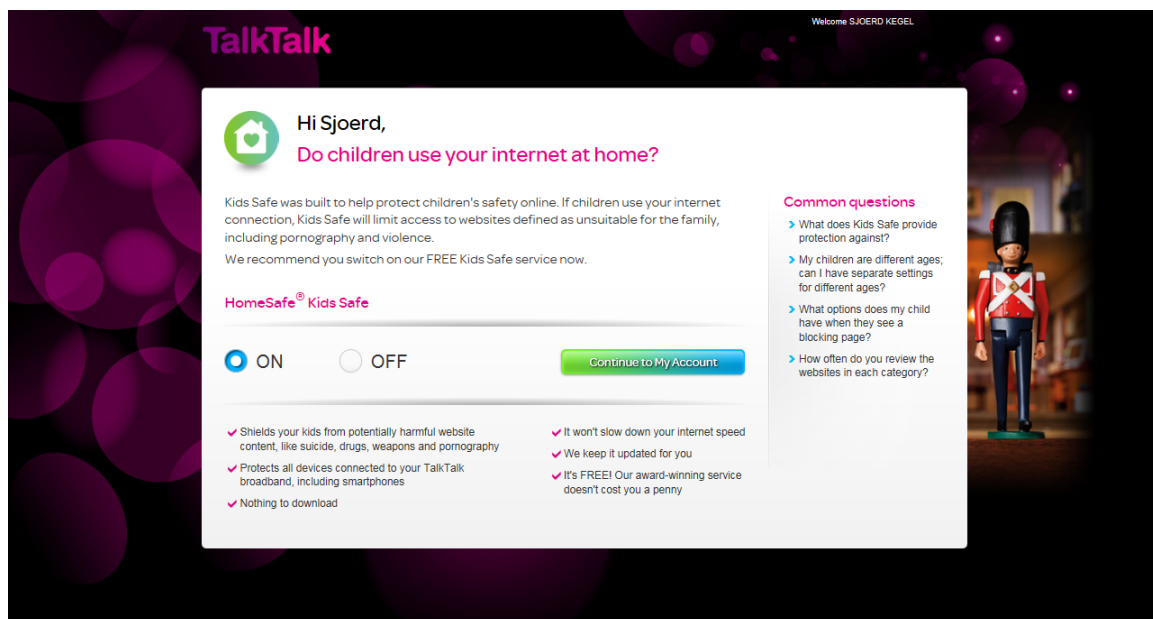 Welcome SJOERD KEGEL
TalkTalk
Hi Sjoerd,
Do children use your internet at home?
Kids Safe was built to help protect children's safety online. If children use your internet
connection, Kids Safe will limit access to websites defined as unsuitable for the family,
including pornography and violence.
We recommend you switch on our FREE Kids Safe service now.
HomeSafe® Kids Safe
ON
OFF
Continue to My Account
Shields your kids from potentially harmful website
content, like suicide, drugs, weapons and pornography
Protects all devices connected to your TalkTalk
broadband, including smartphones
Nothing to download
It won't slow down your internet speed
We keep it updated for you
It's FREE! Our award-winning service
doesn't cost you a penny
Common questions
What does Kids Safe provide
protection against?
My children are different ages;
can I have separate settings
for different ages?
What options does my child
have when they see a
blocking page?
How often do you review the
websites in each category?